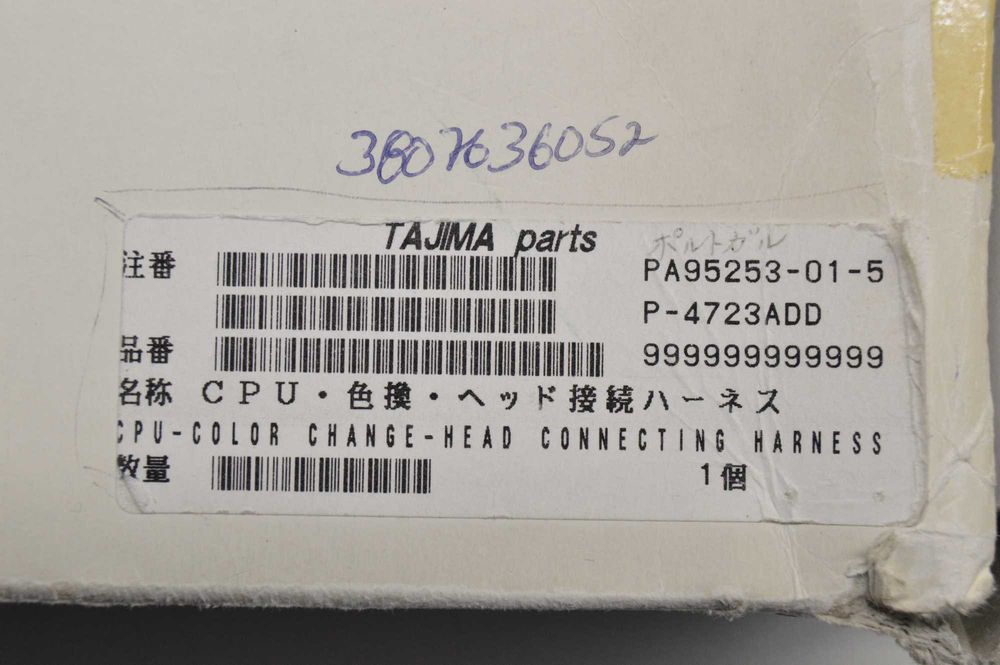 3807636052
TAJIMA parts
ポルトガル
注番 PA95253-01-5
P-4723ADD
品番 999999999999
名称 CPU・色換・ヘッド接続ハーネス
CPU-COLOR CHANGE-HEAD CONNECTING HARNESS
数量 1個